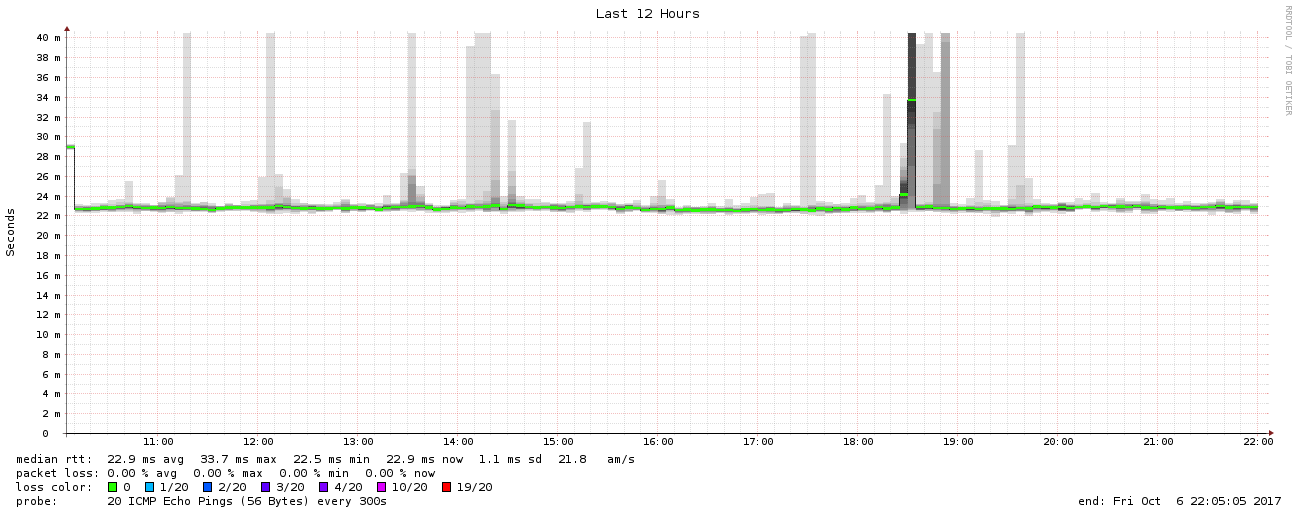 Last 12 Hours
RRDTOOL / TOBI OETIKER
Seconds
40 m
38 m
36 m
34 m
32 m
30 m
28 m
26 m
24 m
22 m
20 m
18 m
16 m
14 m
12 m
10 m
8 m
6 m
4 m
2 m
0
11:00 12:00 13:00 14:00 15:00 16:00 17:00 18:00 19:00 20:00 21:00 22:00
median rtt: 22.9 ms avg 33.7 ms max 22.5 ms min 22.9 ms now 1.1 ms sd 21.8 am/s
packet loss: 0.00 % avg 0.00 % max 0.00 % min 0.00 % now
loss color: 0 1/20 2/20 3/20 4/20 10/20 19/20
probe: 20 ICMP Echo Pings (56 Bytes) every 300s end: Fri Oct 6 22:05:05 2017